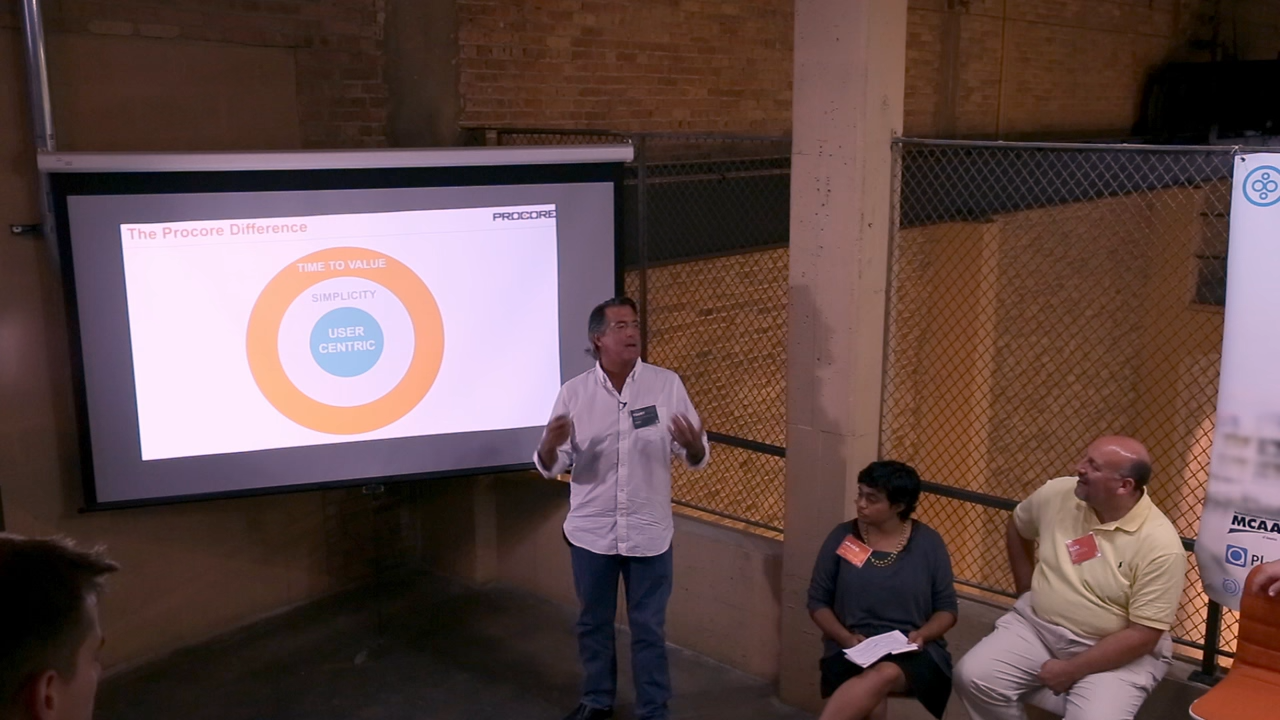 The Procore Difference
PROCORE
TIME TO VALUE
SIMPLICITY
USER
CENTRIC
MCAA